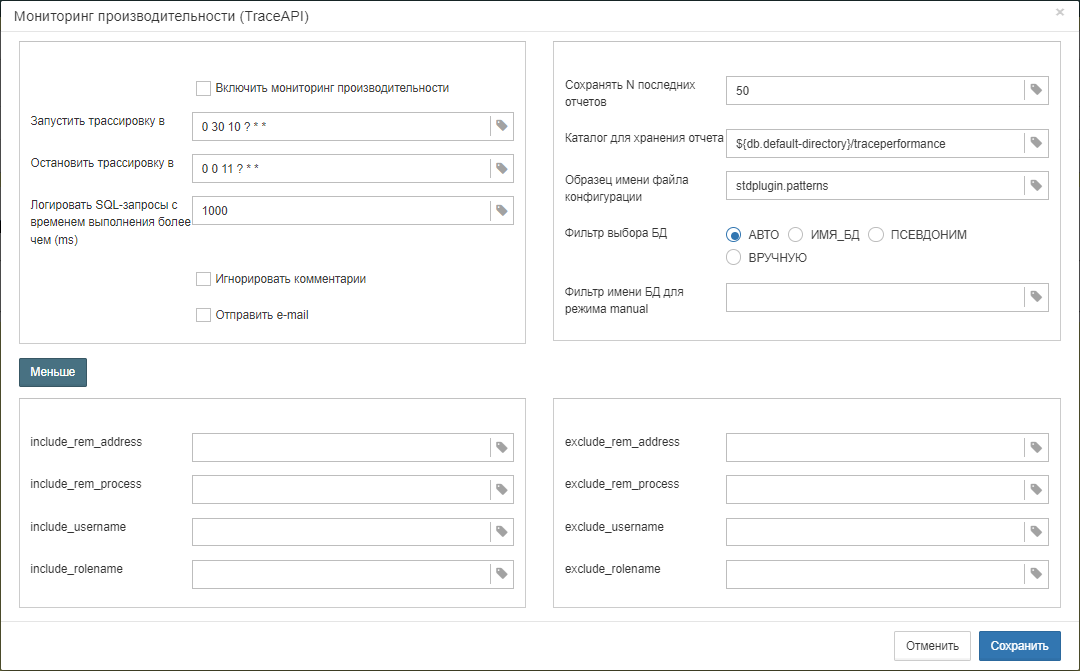 Мониторинг производительности (TraceAPI)
×
Включить мониторинг производительности
Запустить трассировку в
0 30 10 ? * *
Остановить трассировку в
0 0 11 ? * *
Логировать SQL-запросы с
временем выполнения более
чем (ms)
1000
Игнорировать комментарии
Отправить e-mail
Сохранять N последних
отчетов
50
Каталог для хранения отчета
${db.default-directory}/traceperformance
Образец имени файла
конфигурации
stdplugin.patterns
Фильтр выбора БД
АВТО ИМЯ_БД ПСЕВДОНИМ
ВРУЧНУЮ
Фильтр имени БД для
режима manual
Меньше
include_rem_address
include_rem_process
include_username
include_rolename
exclude_rem_address
exclude_rem_process
exclude_username
exclude_rolename
Отменить
Сохранить